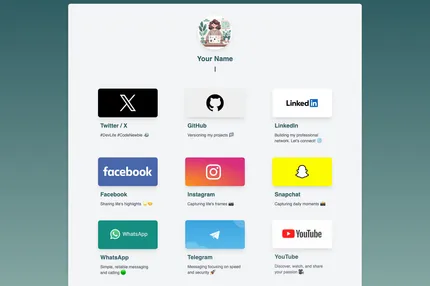 Your Name
|
X
Linked in
Twitter / X
#DevLife #CodeNewbie
GitHub
Versioning my projects
LinkedIn
Building my professional
network. Let's connect!
facebook
Facebook
Sharing life's highlights
Instagram
Capturing life's frames
Snapchat
Capturing daily moments
WhatsApp
YouTube
WhatsApp
Simple, reliable messaging
and calling
Telegram
Messaging focusing on speed
and security
YouTube
Discover, watch, and share
your passion